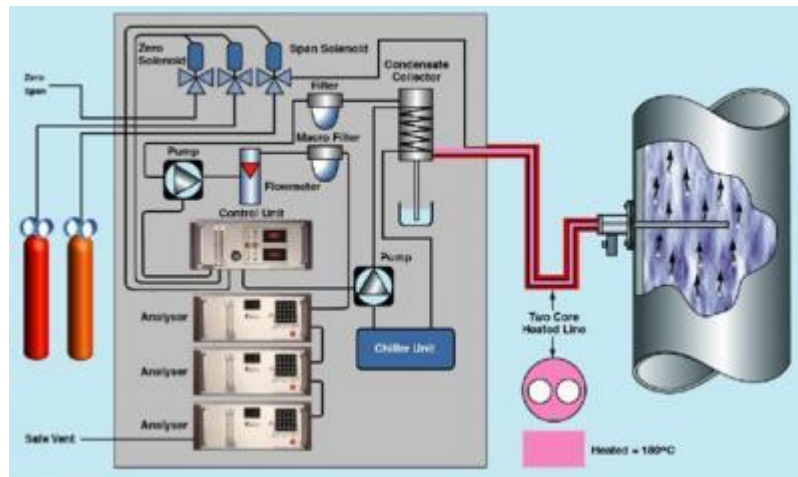 Zero
Solenoid
Span Solenoid
Condensate
Collector
Zero
Span
Filter
Macro Filter
Pump
Flowmeter
Control Unit
Pump
Analyser
Chiller Unit
Two Core
Heated Line
Analyser
Analyser
Safe Vent
Heated = 180°C